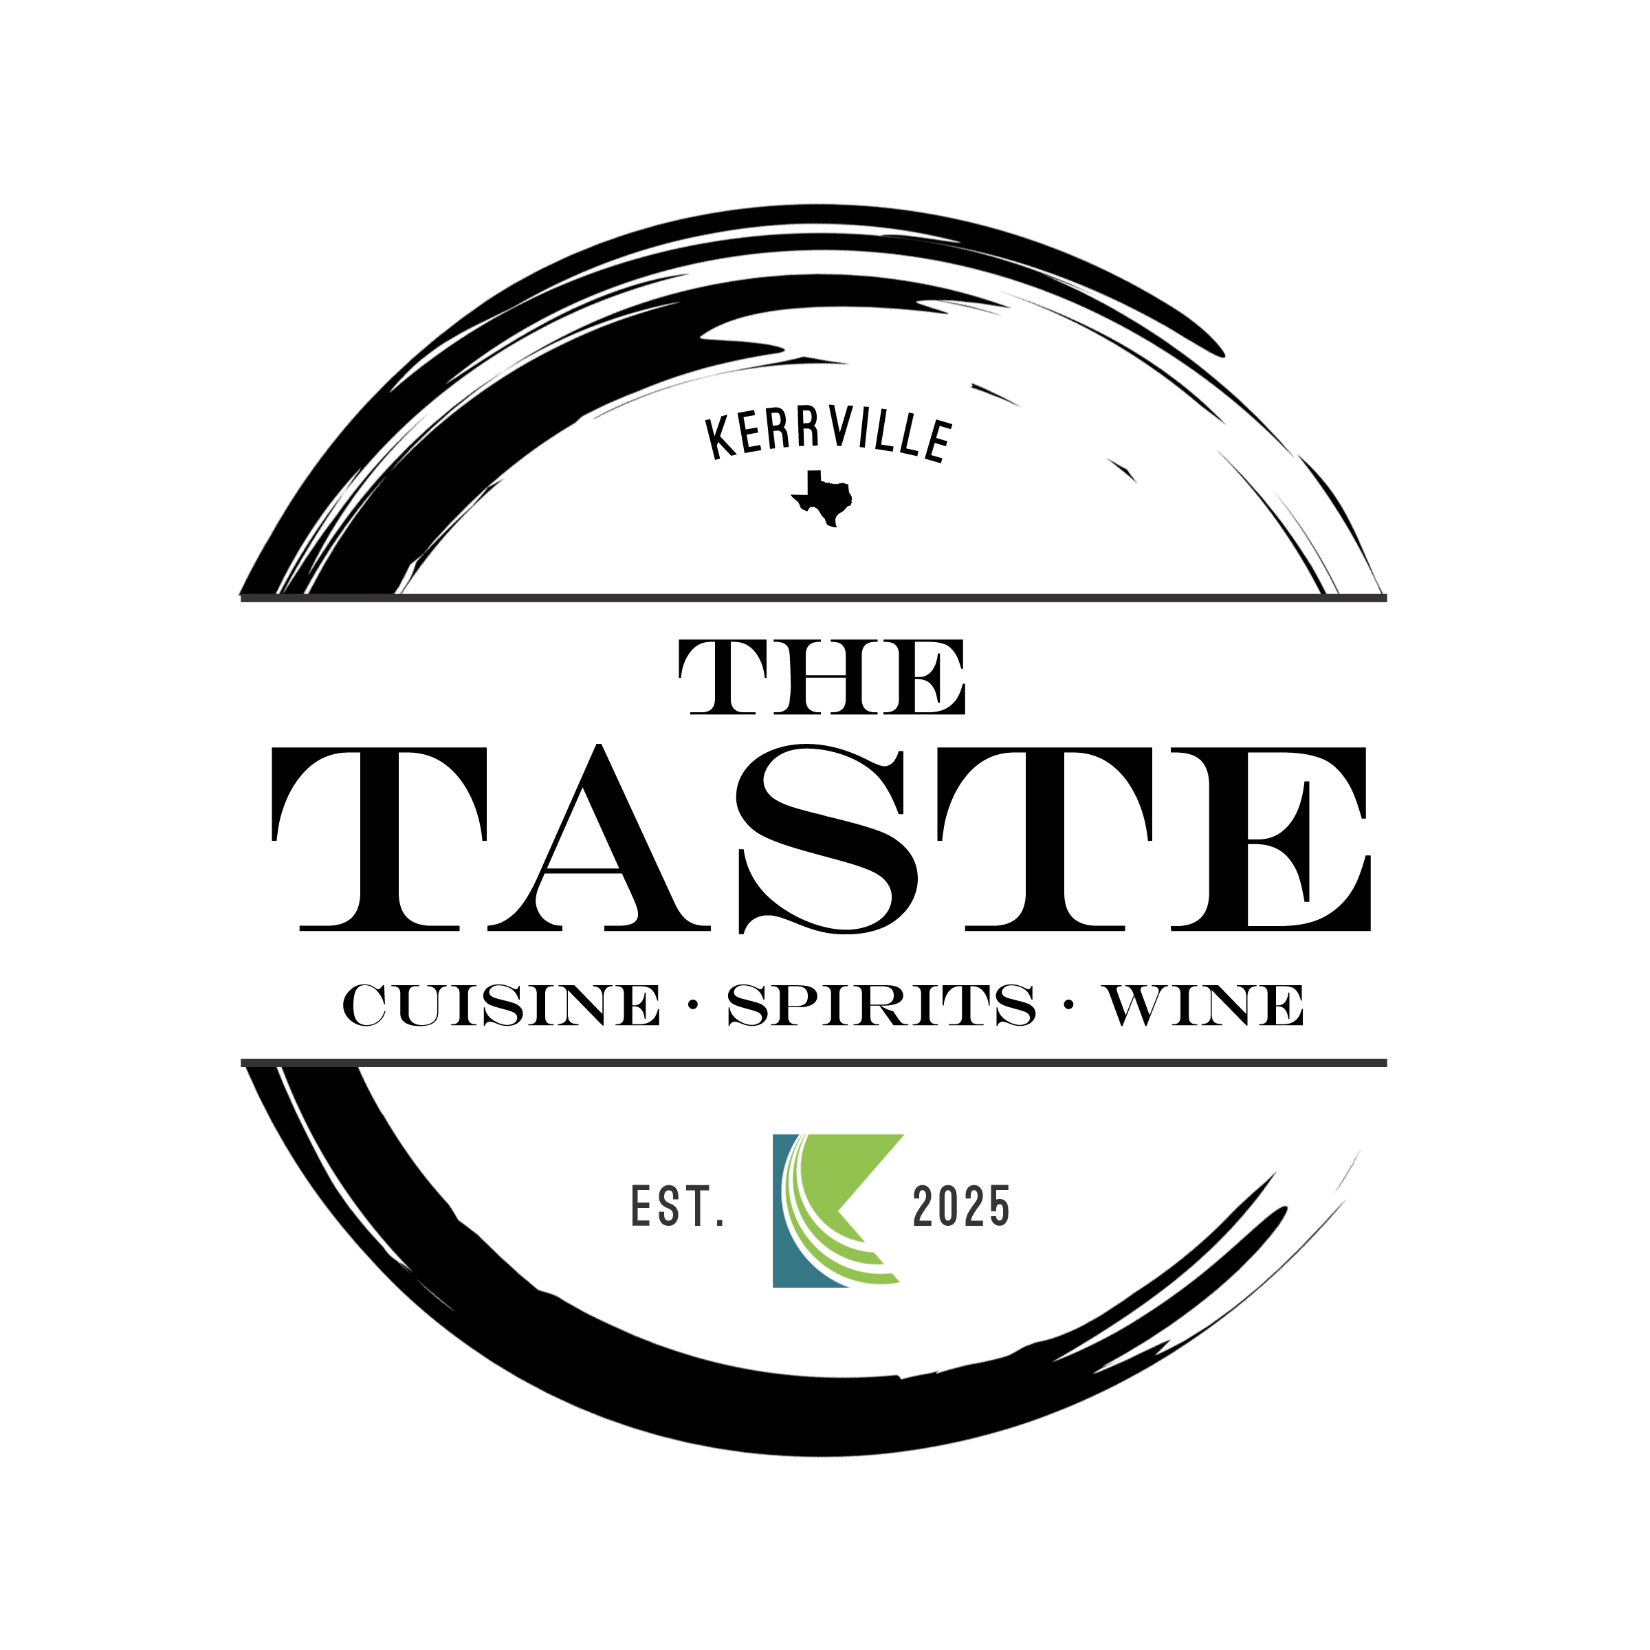 KERRVILLE
THE
TASTE
CUISINE · SPIRITS · WINE
EST. K 2025